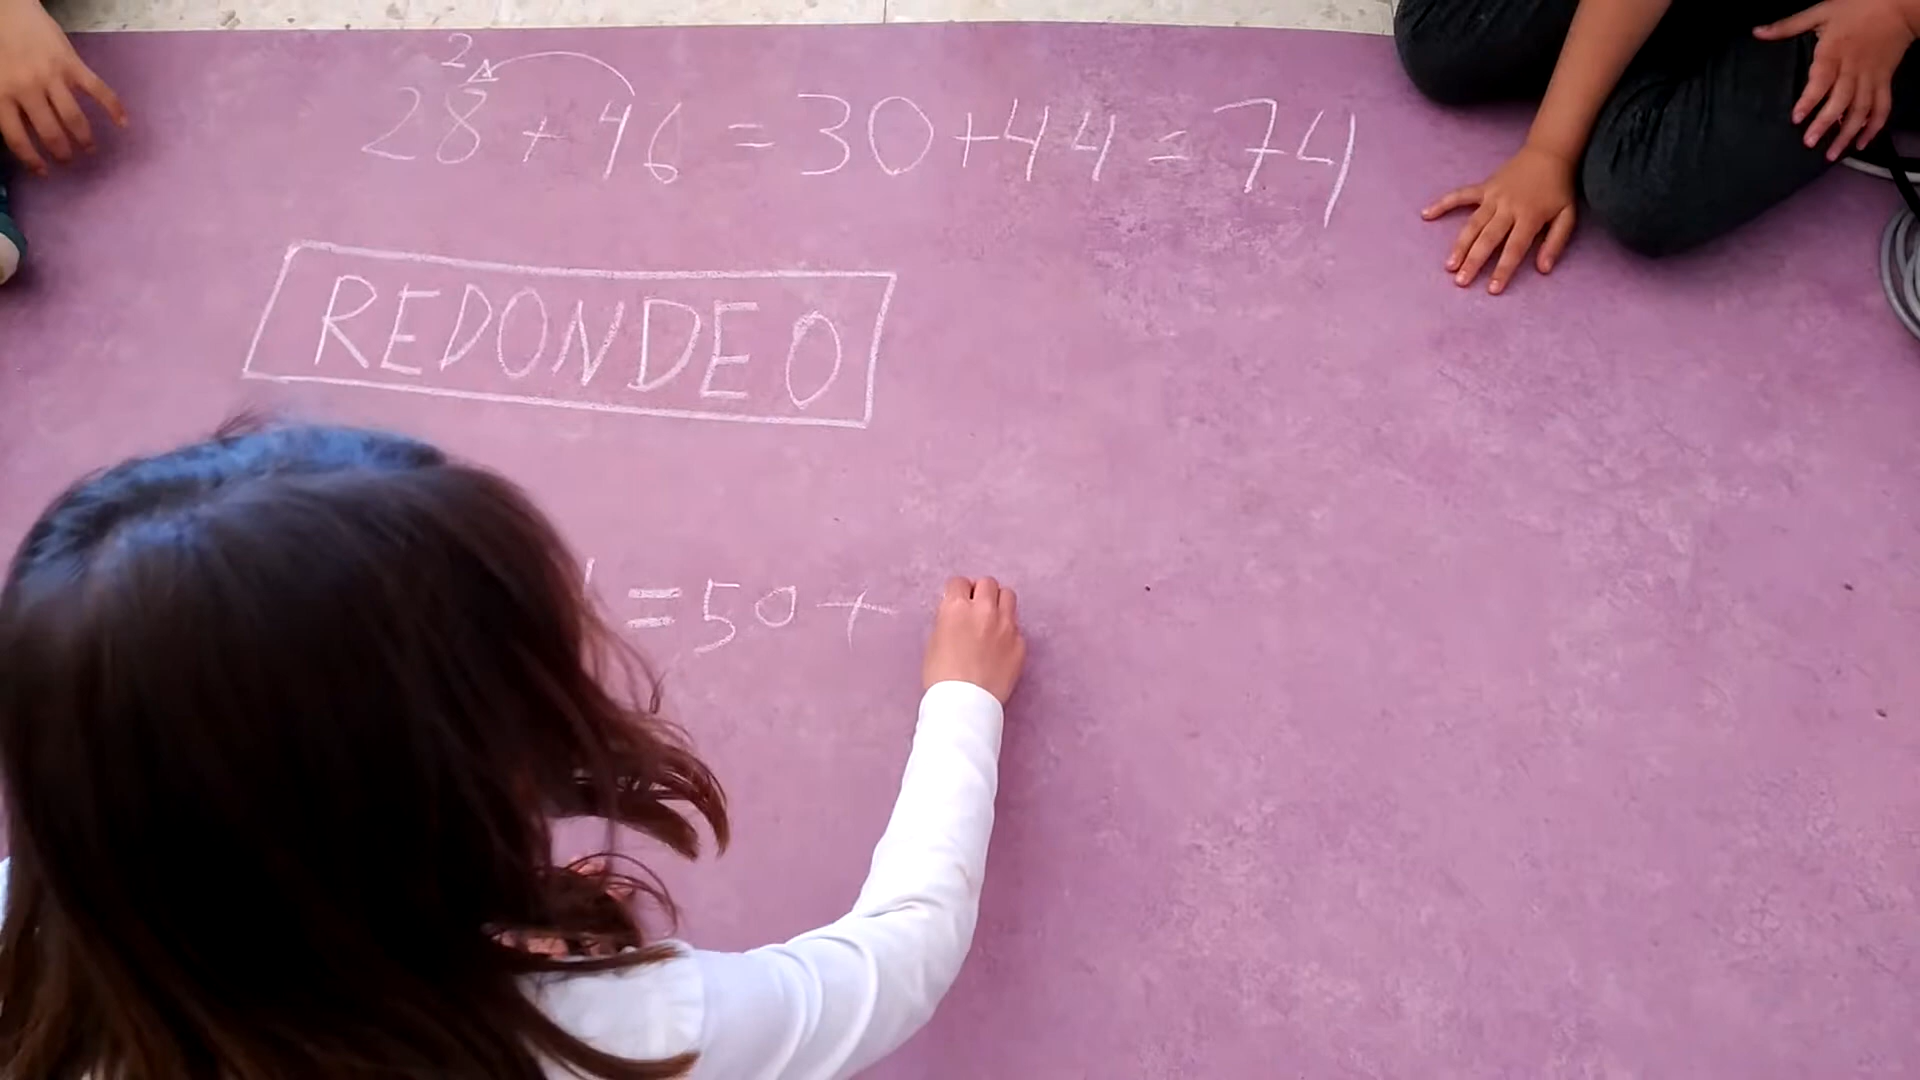 2
28 + 46 = 30 + 44 = 74
REDONDEO
= 50 +